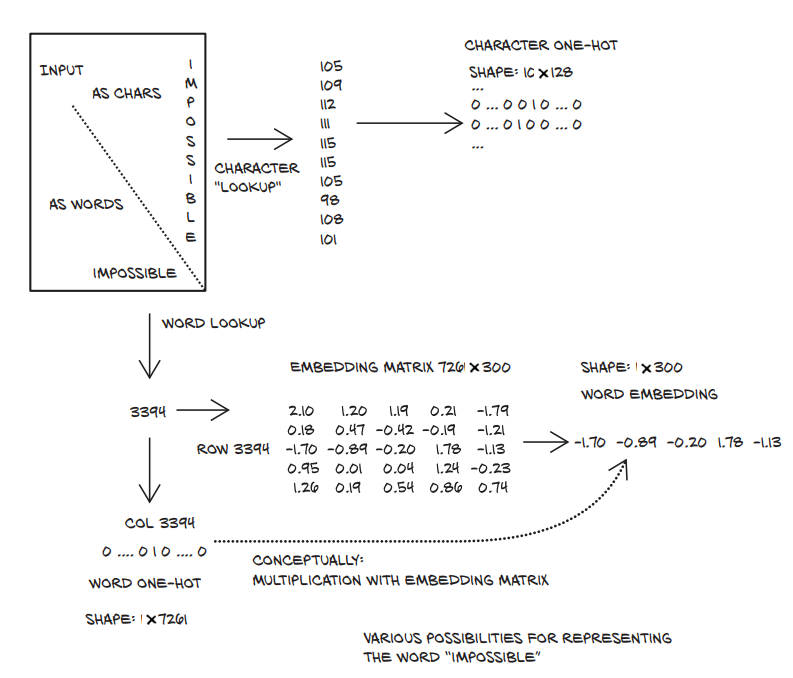 INPUT
AS CHARS
I
M
P
O
S
S
I
B
L
E
AS WORDS
IMPOSSIBLE
CHARACTER
"LOOKUP"
105
109
112
111
115
115
105
98
108
101
CHARACTER ONE-HOT
SHAPE: 10 × 128
...
0 ... 0 0 1 0 ... 0
0 ... 0 1 0 0 ... 0
...
WORD LOOKUP
3394
EMBEDDING MATRIX 7261 × 300
2.10 1.20 1.19 0.21 -1.79
0.18 0.47 -0.42 -0.19 -1.21
ROW 3394 -1.70 -0.89 -0.20 1.78 -1.13
0.95 0.01 0.04 1.24 -0.23
1.26 0.19 0.54 0.86 0.74
SHAPE: 1 × 300
WORD EMBEDDING
-1.70 -0.89 -0.20 1.78 -1.13
COL 3394
0 .... 0 1 0 .... 0
WORD ONE-HOT
SHAPE: 1 × 7261
CONCEPTUALLY:
MULTIPLICATION WITH EMBEDDING MATRIX
VARIOUS POSSIBILITIES FOR REPRESENTING
THE WORD "IMPOSSIBLE"